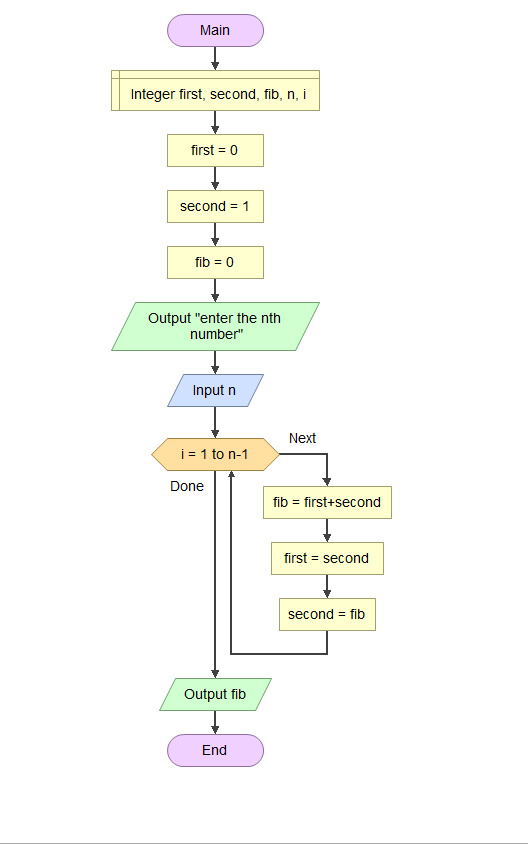 Main
Integer first, second, fib, n, i
first = 0
second = 1
fib = 0
Output "enter the nth
number"
Input n
i = 1 to n-1
Next
Done
fib = first+second
first = second
second = fib
Output fib
End